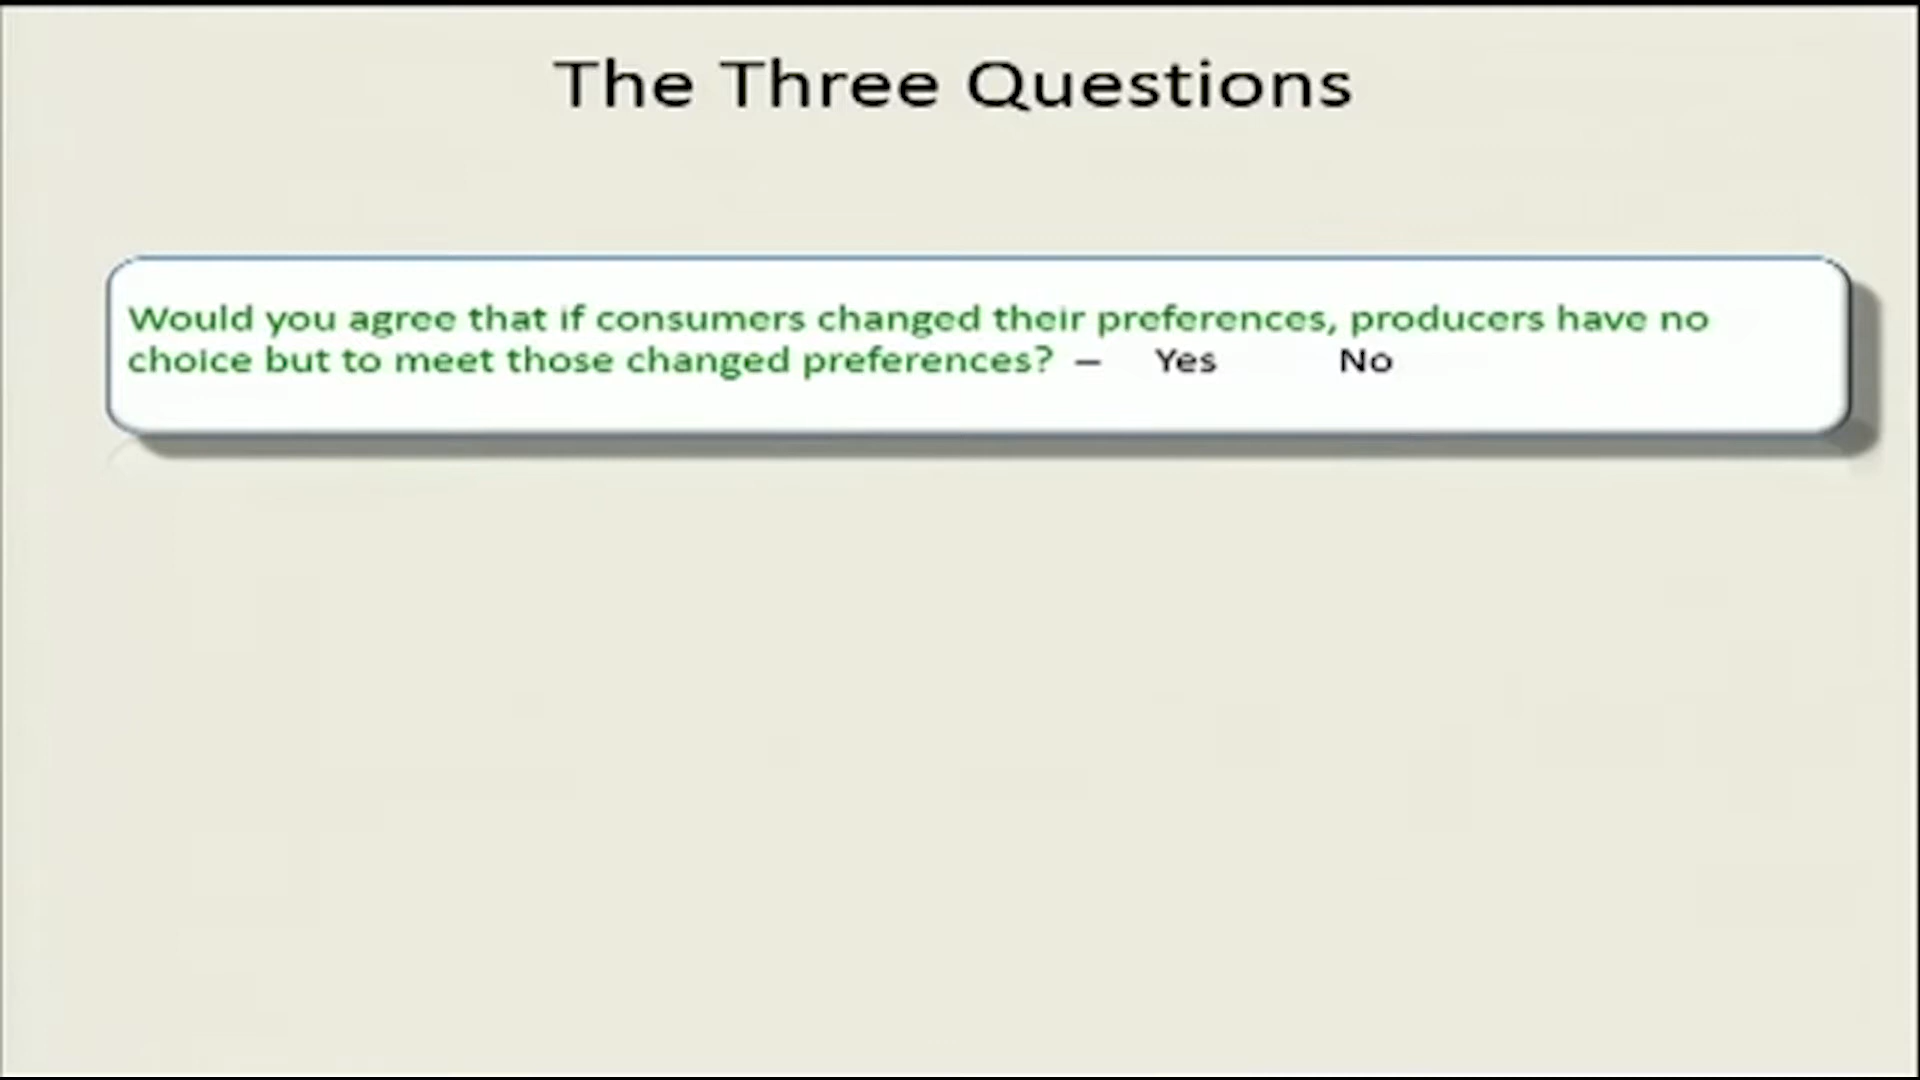 The Three Questions
Would you agree that if consumers changed their preferences, producers have no
choice but to meet those changed preferences? – Yes No